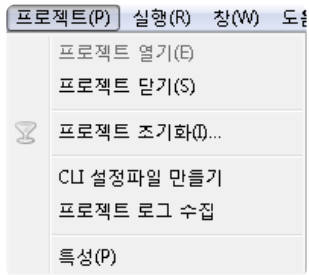 프로젝트(P) 실행(R) 창(W) 도움
프로젝트 열기(E)
프로젝트 닫기(S)
프로젝트 초기화(I)...
CLI 설정파일 만들기
프로젝트 로그 수집
특성(P)